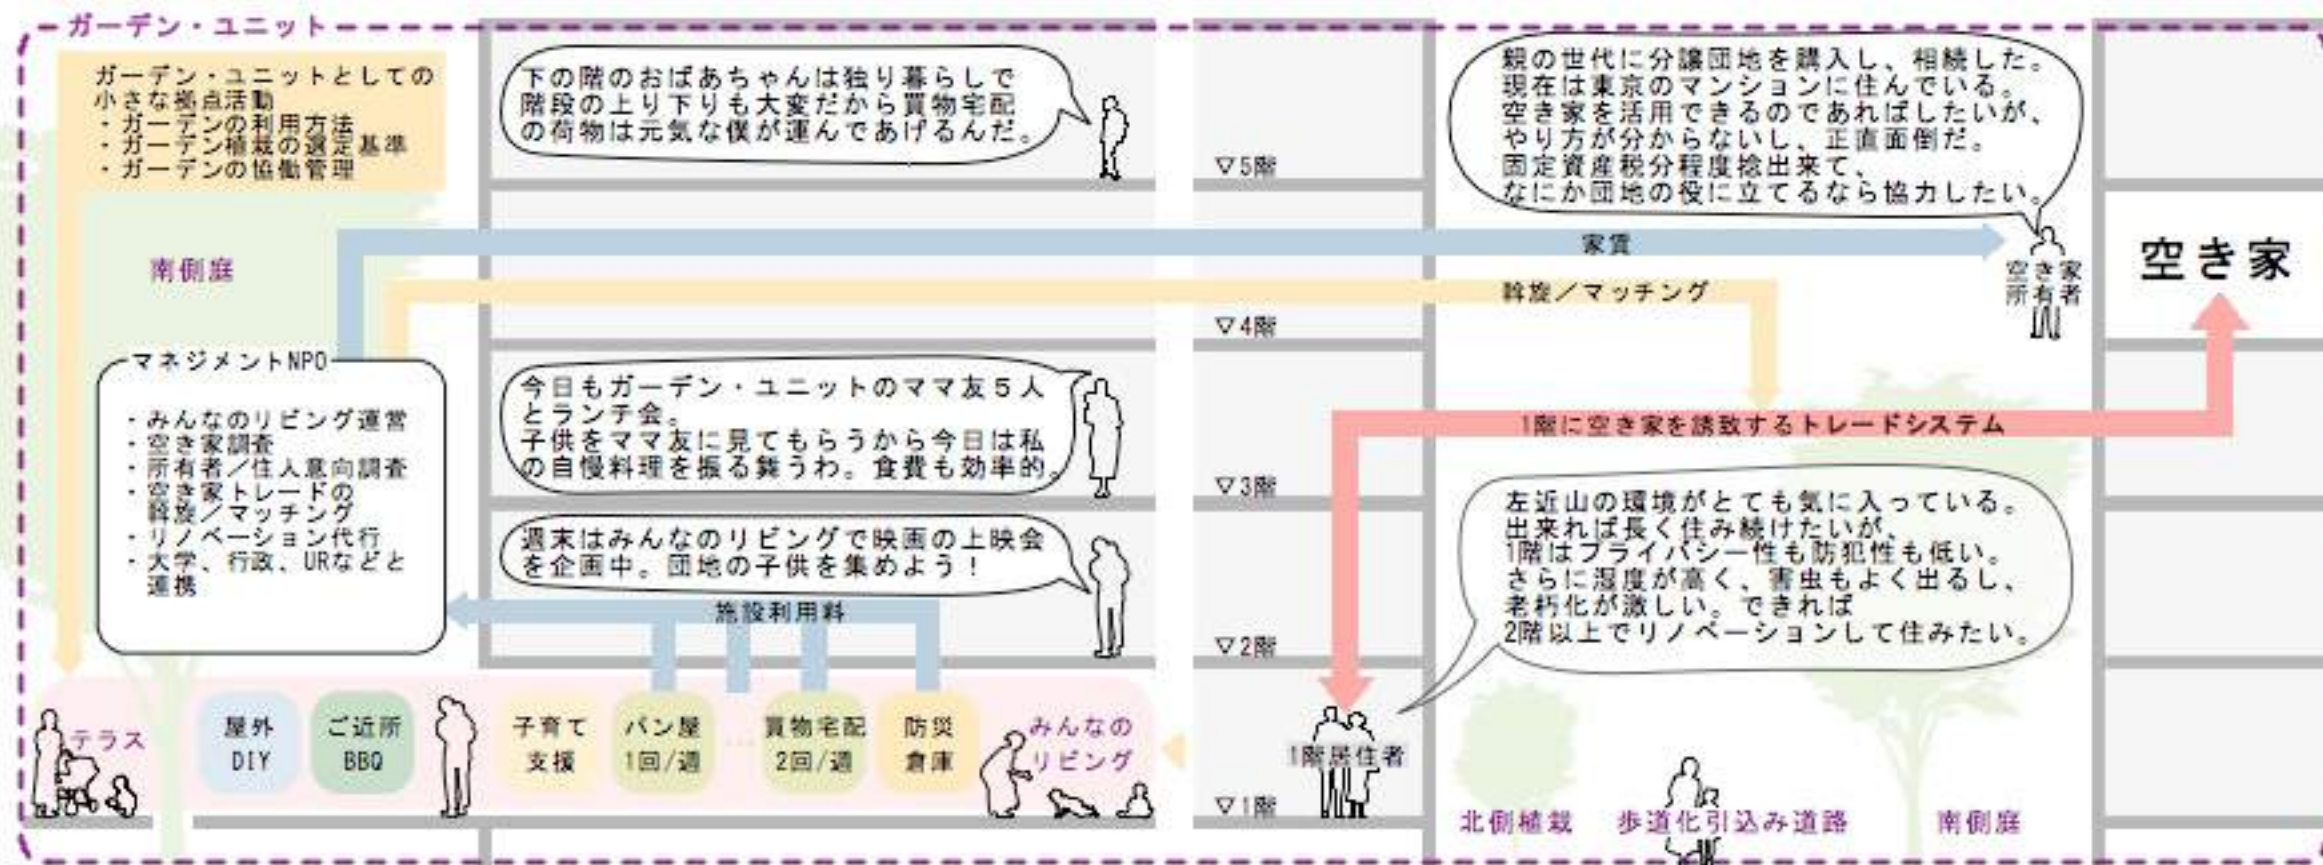 ガーデン・ユニット
ガーデン・ユニットとしての
小さな拠点活動
・ガーデンの利用方法
・ガーデン植栽の選定基準
・ガーデンの協働管理
南側庭
マネジメントNPO
・みんなのリビング運営
・空き家調査
・所有者／住人意向調査
・空き家トレードの
斡旋／マッチング
・リノベーション代行
・大学、行政、URなどと
連携
下の階のおばあちゃんは独り暮らしで
階段の上り下りも大変だから買物宅配
の荷物は元気な僕が運んであげるんだ。
今日もガーデン・ユニットのママ友５人
とランチ会。
子供をママ友に見てもらうから今日は私
の自慢料理を振る舞うわ。食費も効率的。
週末はみんなのリビングで映画の上映会
を企画中。団地の子供を集めよう！
施設利用料
テラス
屋外
DIY
ご近所
BBQ
子育て
支援
パン屋
1回/週
…
買物宅配
2回/週
防災
倉庫
みんなの
リビング
▽5階
▽4階
▽3階
▽2階
▽1階
親の世代に分譲団地を購入し、相続した。
現在は東京のマンションに住んでいる。
空き家を活用できるのであればしたいが、
やり方が分からないし、正直面倒だ。
固定資産税分程度捻出来て、
なにか団地の役に立てるなら協力したい。
家賃
斡旋／マッチング
空き家
所有者
空き家
1階に空き家を誘致するトレードシステム
左近山の環境がとても気に入っている。
出来れば長く住み続けたいが、
1階はプライバシー性も防犯性も低い。
さらに湿度が高く、害虫もよく出るし、
老朽化が激しい。できれば
2階以上でリノベーションして住みたい。
1階居住者
北側植栽
歩道化引込み道路
南側庭